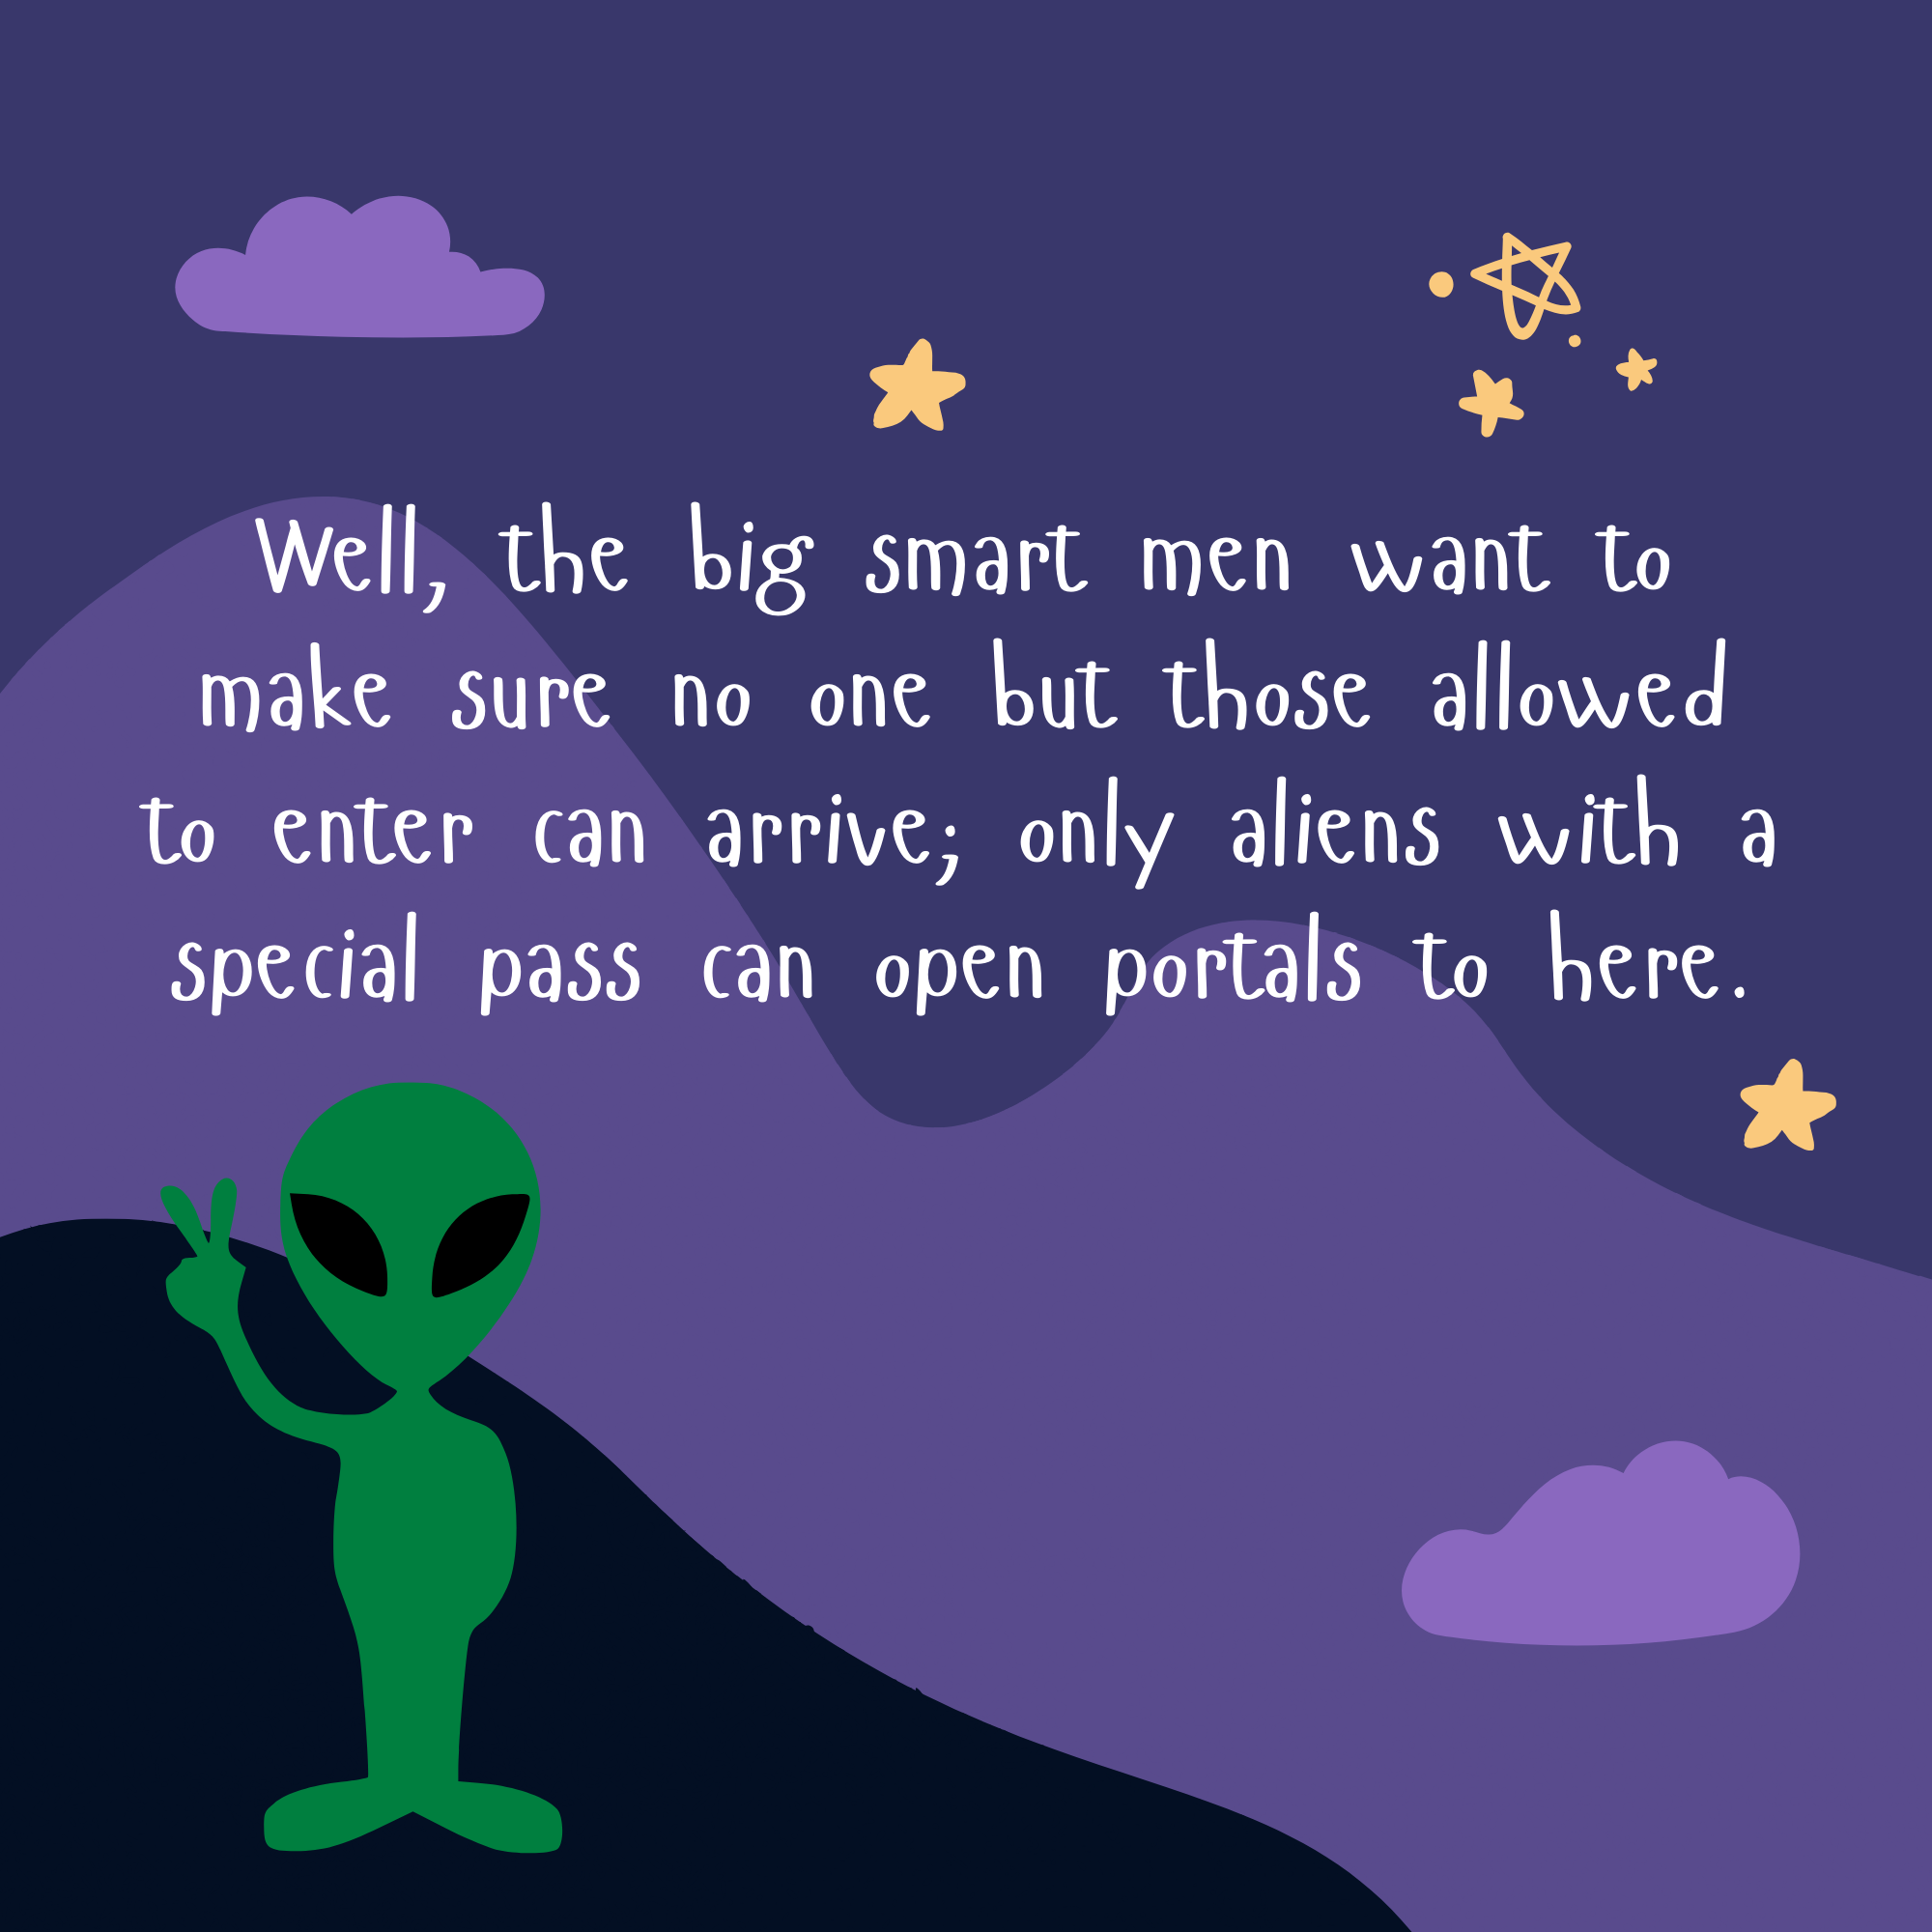 Well, the big smart men want to
make sure no one but those allowed
to enter can arrive; only aliens with a
special pass can open portals to here.